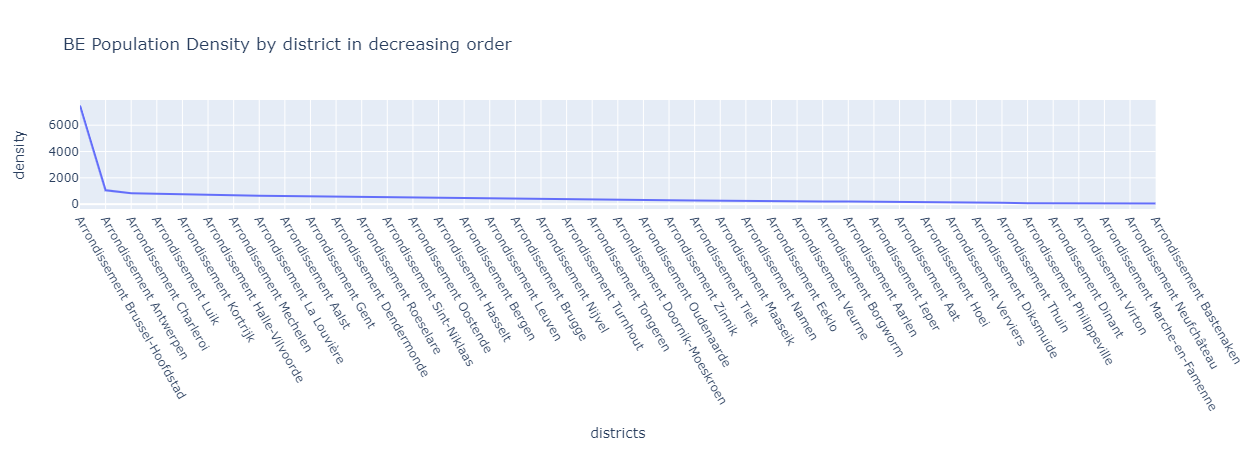 BE Population Density by district in decreasing order
density
6000
4000
2000
0
Arrondissement Brussel-Hoofdstad
Arrondissement Antwerpen
Arrondissement Charleroi
Arrondissement Luik
Arrondissement Kortrijk
Arrondissement Halle-Vilvoorde
Arrondissement Mechelen
Arrondissement La Louvière
Arrondissement Aalst
Arrondissement Gent
Arrondissement Dendermonde
Arrondissement Roeselare
Arrondissement Sint-Niklaas
Arrondissement Oostende
Arrondissement Hasselt
Arrondissement Bergen
Arrondissement Leuven
Arrondissement Brugge
Arrondissement Nijvel
Arrondissement Turnhout
Arrondissement Tongeren
Arrondissement Doornik-Moeskroen
Arrondissement Oudenaarde
Arrondissement Zinnik
Arrondissement Tielt
Arrondissement Maaseik
Arrondissement Namen
Arrondissement Eeklo
Arrondissement Veurne
Arrondissement Borgworm
Arrondissement Aarlen
Arrondissement Ieper
Arrondissement Aat
Arrondissement Hoei
Arrondissement Verviers
Arrondissement Diksmuide
Arrondissement Thuin
Arrondissement Philippeville
Arrondissement Dinant
Arrondissement Virton
Arrondissement Marche-en-Famenne
Arrondissement Neufchâteau
Arrondissement Bastenaken
districts